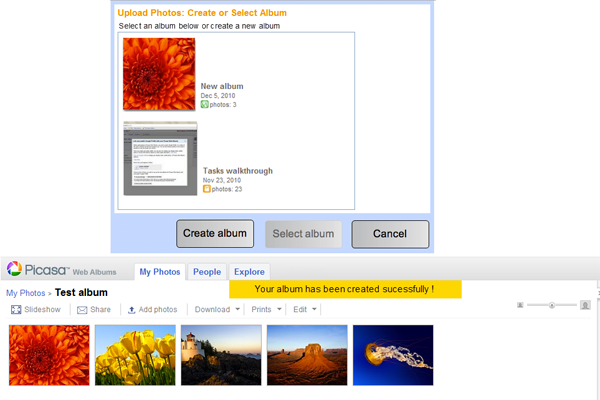 Upload Photos: Create or Select Album
Select an album below or create a new album
New album
Dec 5, 2010
photos: 3
Tasks walkthrough
Nov 23, 2010
photos: 23
Create album
Select album
Cancel
Picasa™ Web Albums
My Photos
People
Explore
Your album has been created sucessfully !
My Photos > Test album
Slideshow
Share
Add photos
Download
Prints
Edit